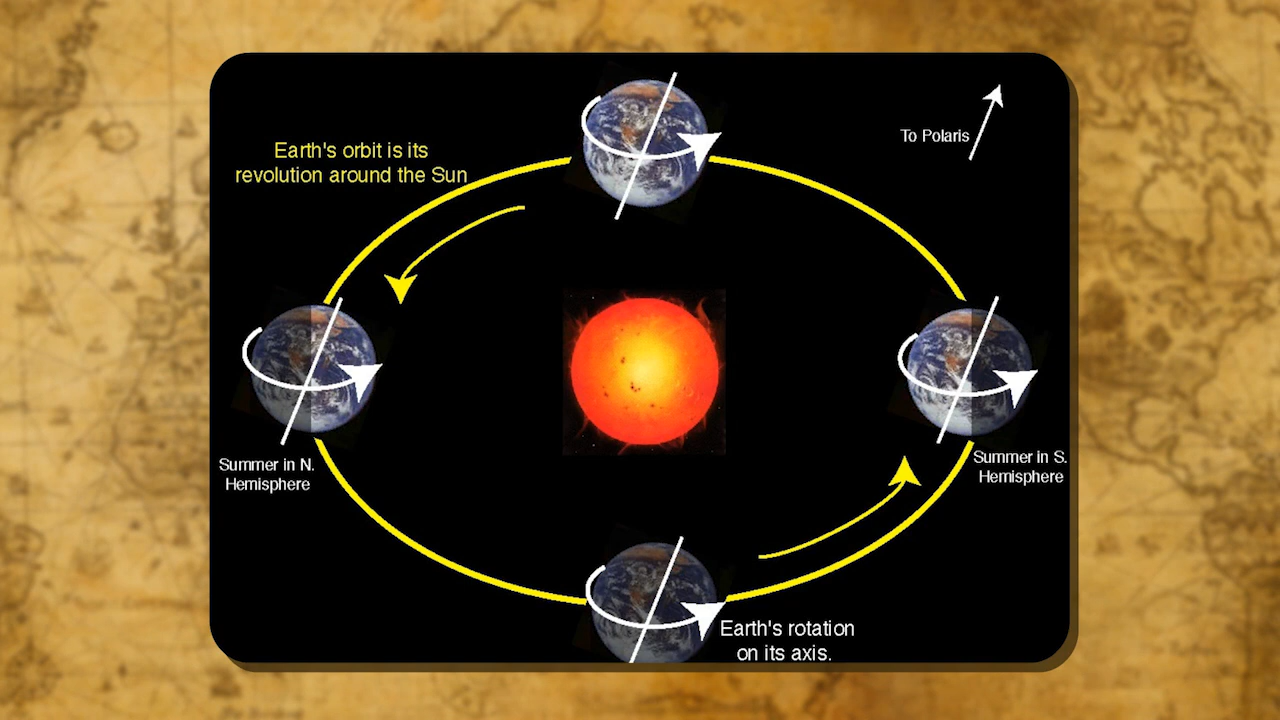 To Polaris
Earth's orbit is its
revolution around the Sun
Summer in N.
Hemisphere
Summer in S.
Hemisphere
Earth's rotation
on its axis.